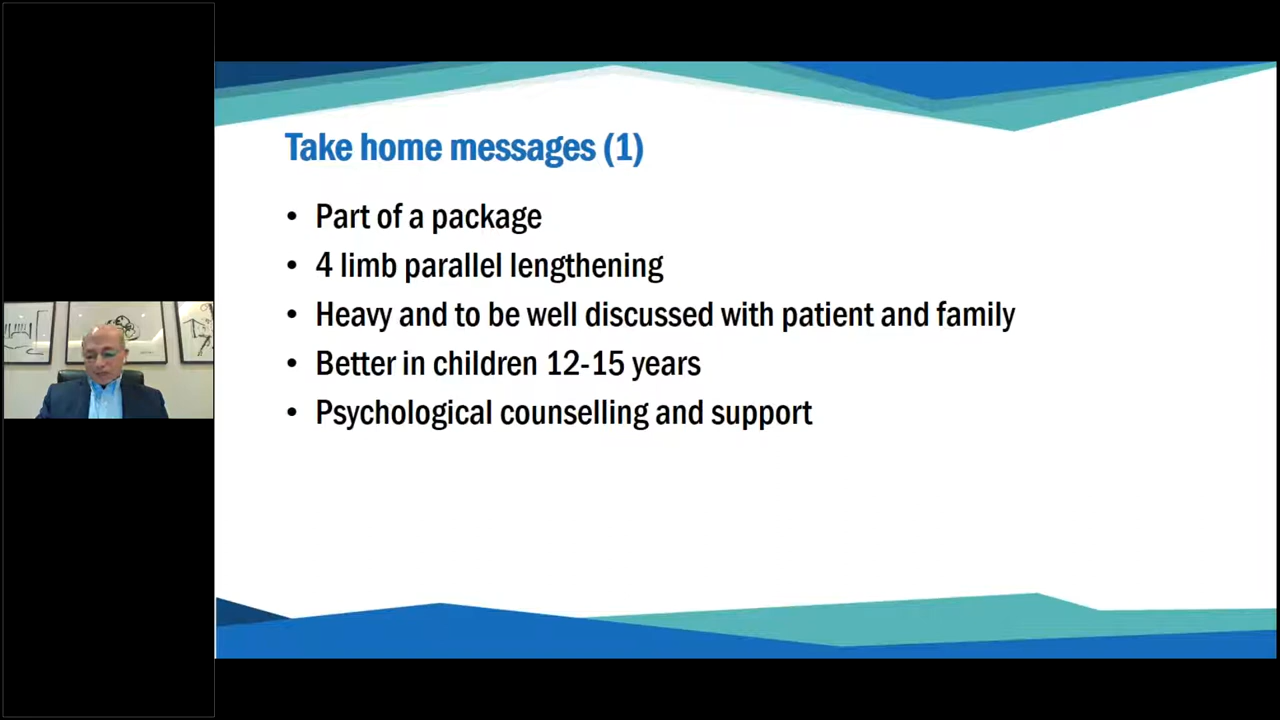 Take home messages (1)
• Part of a package
• 4 limb parallel lengthening
• Heavy and to be well discussed with patient and family
• Better in children 12-15 years
• Psychological counselling and support